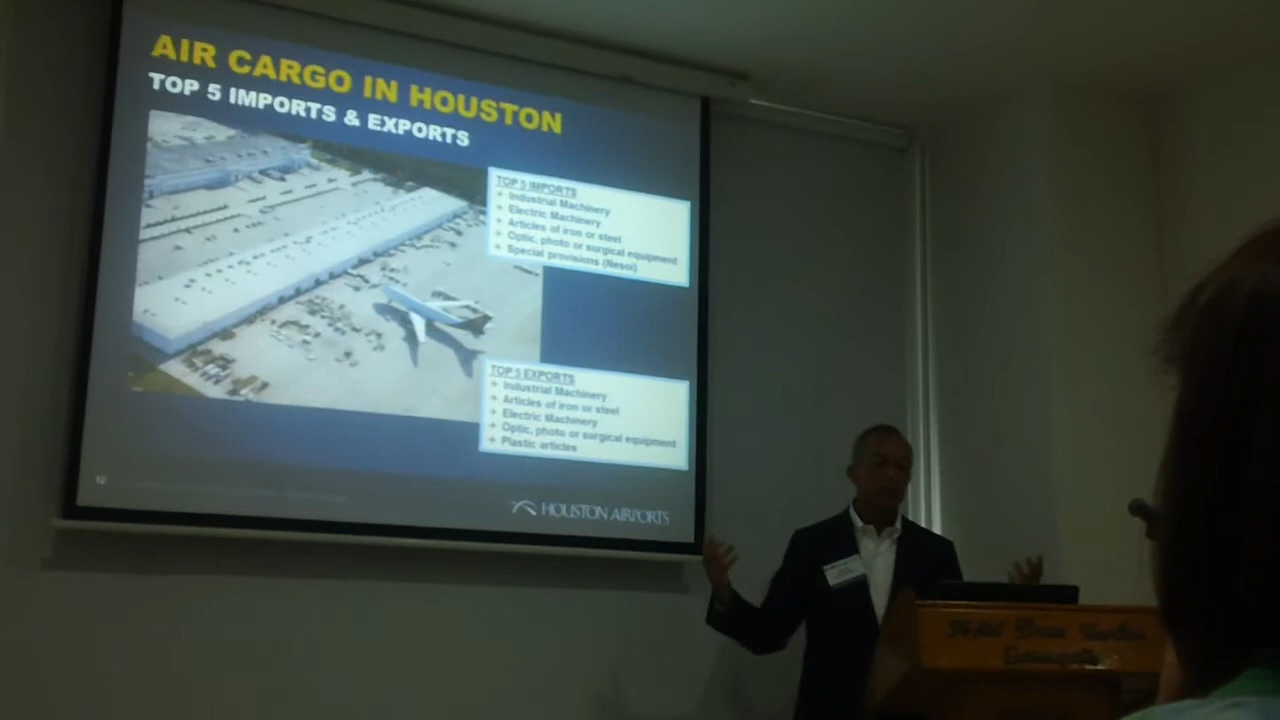 AIR CARGO IN HOUSTON
TOP 5 IMPORTS & EXPORTS
TOP 5 IMPORTS
Industrial Machinery
Electric Machinery
Articles of iron or steel
Optic, photo or surgical equipment
Special provisions (Nesoi)
TOP 5 EXPORTS
Industrial Machinery
Articles of iron or steel
Electric Machinery
Optic, photo or surgical equipment
Plastic articles
12
HOUSTON AIRPORTS